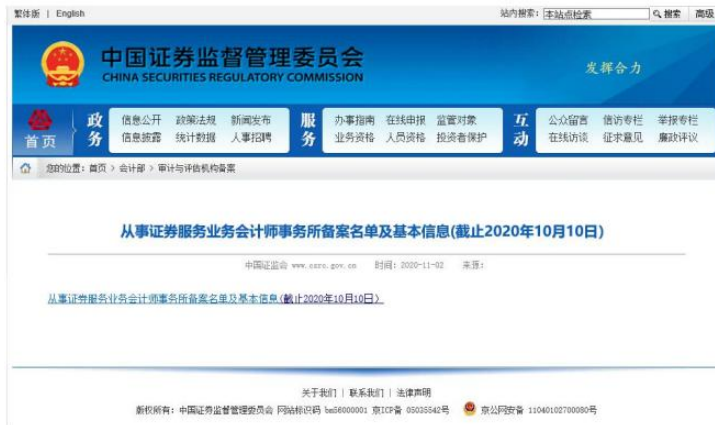 繁体版 | English
站内搜索: 本站点检索 搜索 高级
中国证券监督管理委员会
CHINA SECURITIES REGULATORY COMMISSION
发挥合力
首页
政务
信息公开 政策法规 新闻发布
信息披露 统计数据 人事招聘
服务
办事指南 在线申报 监管对象
业务资格 人员资格 投资者保护
互动
公众留言 信访专栏 举报专栏
在线访谈 征求意见 廉政评议
您的位置: 首页 > 会计部 > 审计与评估机构备案
从事证券服务业务会计师事务所备案名单及基本信息(截止2020年10月10日)
中国证监会 www.csrc.gov.cn 时间: 2020-11-02 来源:
从事证券服务业务会计师事务所备案名单及基本信息(截止2020年10月10日)
关于我们 | 联系我们 | 法律声明
版权所有: 中国证券监督管理委员会 网站标识码 bm56000001 京ICP备 05035542号 京公网安备 11040102700080号